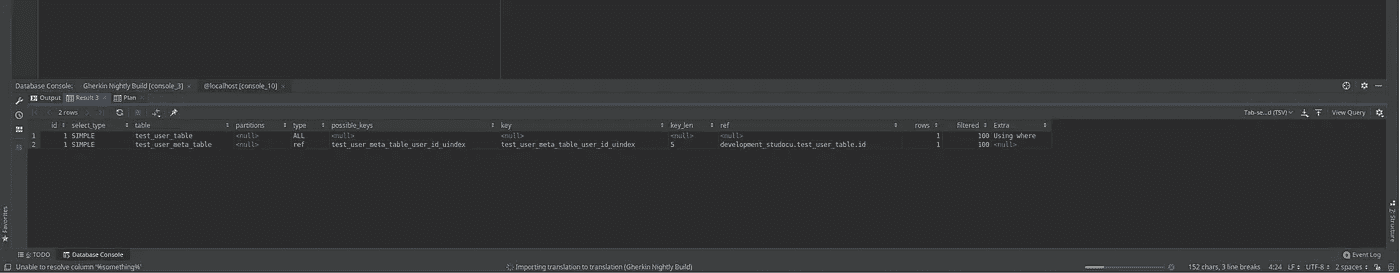 Database Console: Gherkin Nightly Build [console_3] × @localhost [console_10] ×
Output Result 3 × Plan
2 rows Tab-se...d (TSV) View Query
id select_type table partitions type possible_keys key key_len ref rows filtered Extra
1 1 SIMPLE test_user_table <null> ALL <null> <null> <null> <null> 1 100 Using where
2 1 SIMPLE test_user_meta_table <null> ref test_user_meta_table_user_id_uindex test_user_meta_table_user_id_uindex 5 development_studocu.test_user_table.id 1 100 <null>
Favorites
Z: Structure
6: TODO Database Console Event Log
Unable to resolve column '%something%' Importing translation to translation (Gherkin Nightly Build) 152 chars, 3 line breaks 4:24 LF UTF-8 2 spaces